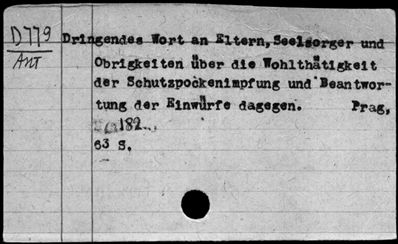 D 779 Dringendes Wort an Eltern, Seelsorger und
Ant Obrigkeiten über die Wohlthätigkeit
der Schutzpockenimpfung und Beantwor-
tung der Einwürfe dagegen. Prag,
182
63 S.